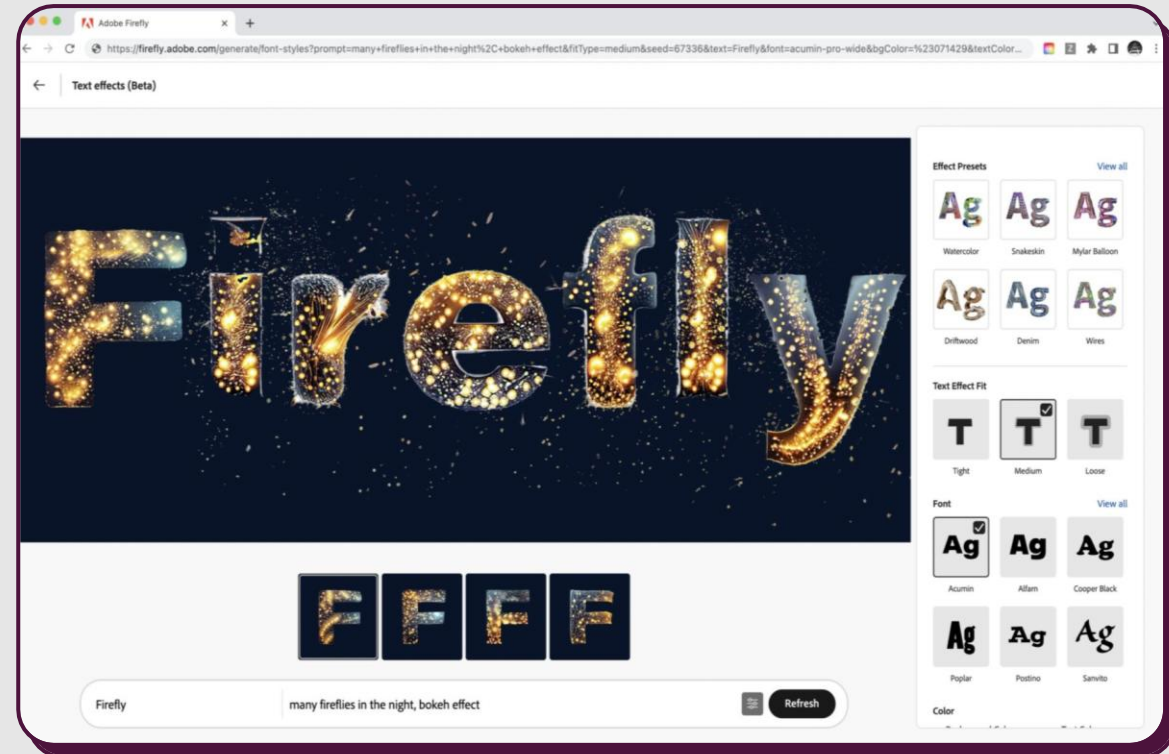 Adobe Firefly
https://firefly.adobe.com/generate/font-styles?prompt=many+fireflies+in+the+night%2C+bokeh+effect&fitType=medium&seed=67336&text=Firefly&font=acumin-pro-wide&bgColor=%23071429&textColor...
Text effects (Beta)
Firefly
Effect Presets View all
Ag Ag Ag
Watercolor Snakeskin Mylar Balloon
Ag Ag Ag
Driftwood Denim Wires
Text Effect Fit
T T T
Tight Medium Loose
Font View all
Ag Ag Ag
Acumin Alfarn Cooper Black
Ag Ag Ag
Poplar Postino Sanvito
Color
F F F F
Firefly many fireflies in the night, bokeh effect Refresh